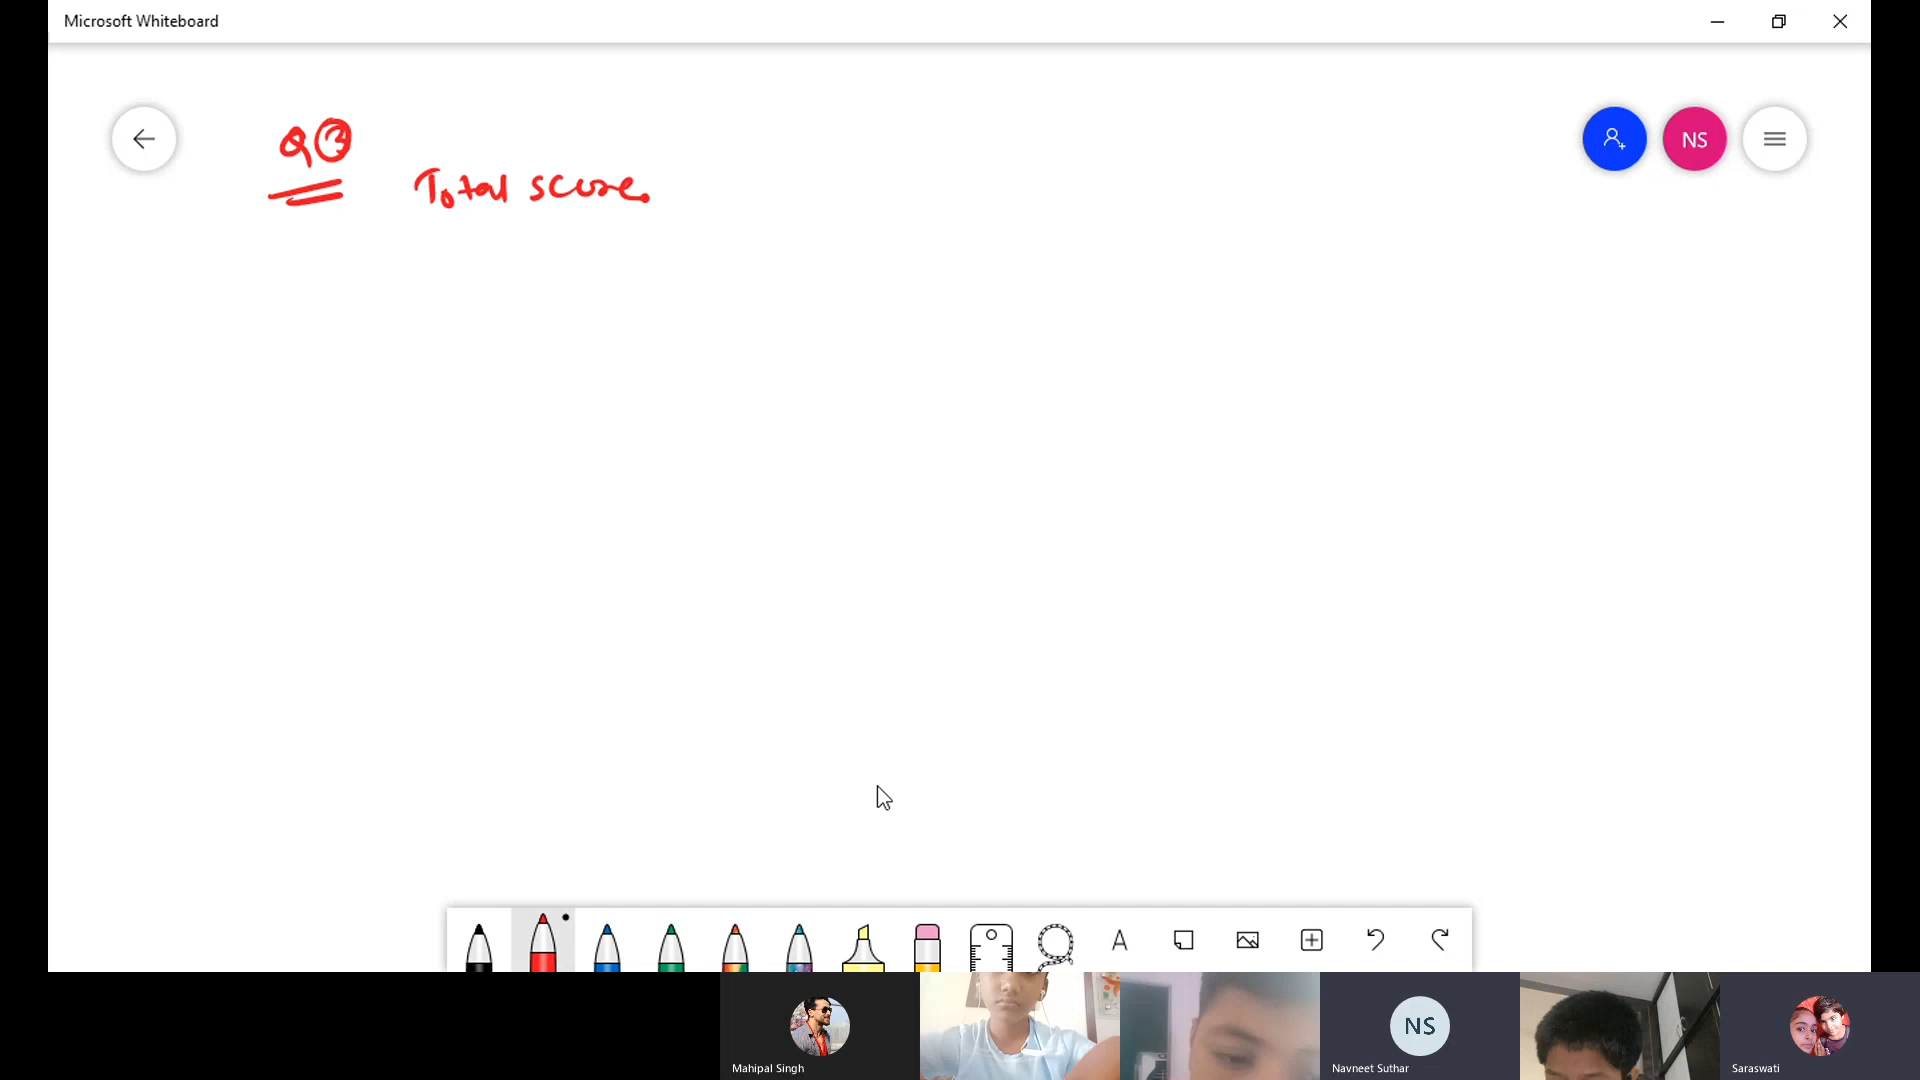 Microsoft Whiteboard
Q③
NS
Total score
A
NS
Mahipal Singh
Navneet Suthar
Saraswati